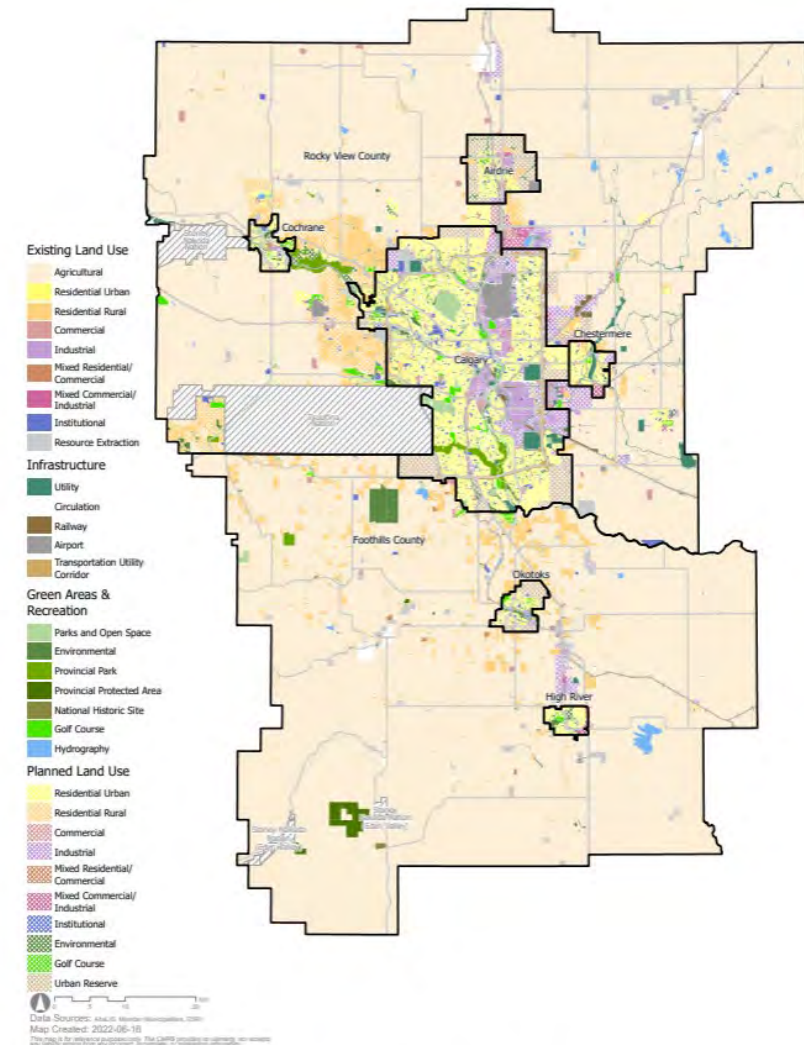 Rocky View County
Airdrie
Cochrane
Calgary
Chestermere
Foothills County
Okotoks
High River
Existing Land Use
Agricultural
Residential Urban
Residential Rural
Commercial
Industrial
Mixed Residential/
Commercial
Mixed Commercial/
Industrial
Institutional
Resource Extraction
Infrastructure
Utility
Circulation
Railway
Airport
Transportation Utility
Corridor
Green Areas &
Recreation
Parks and Open Space
Environmental
Provincial Park
Provincial Protected Area
National Historic Site
Golf Course
Hydrography
Planned Land Use
Residential Urban
Residential Rural
Commercial
Industrial
Mixed Residential/
Commercial
Mixed Commercial/
Industrial
Institutional
Environmental
Golf Course
Urban Reserve
0 5 10 20
Data Sources:
Map Created: 2022-06-16